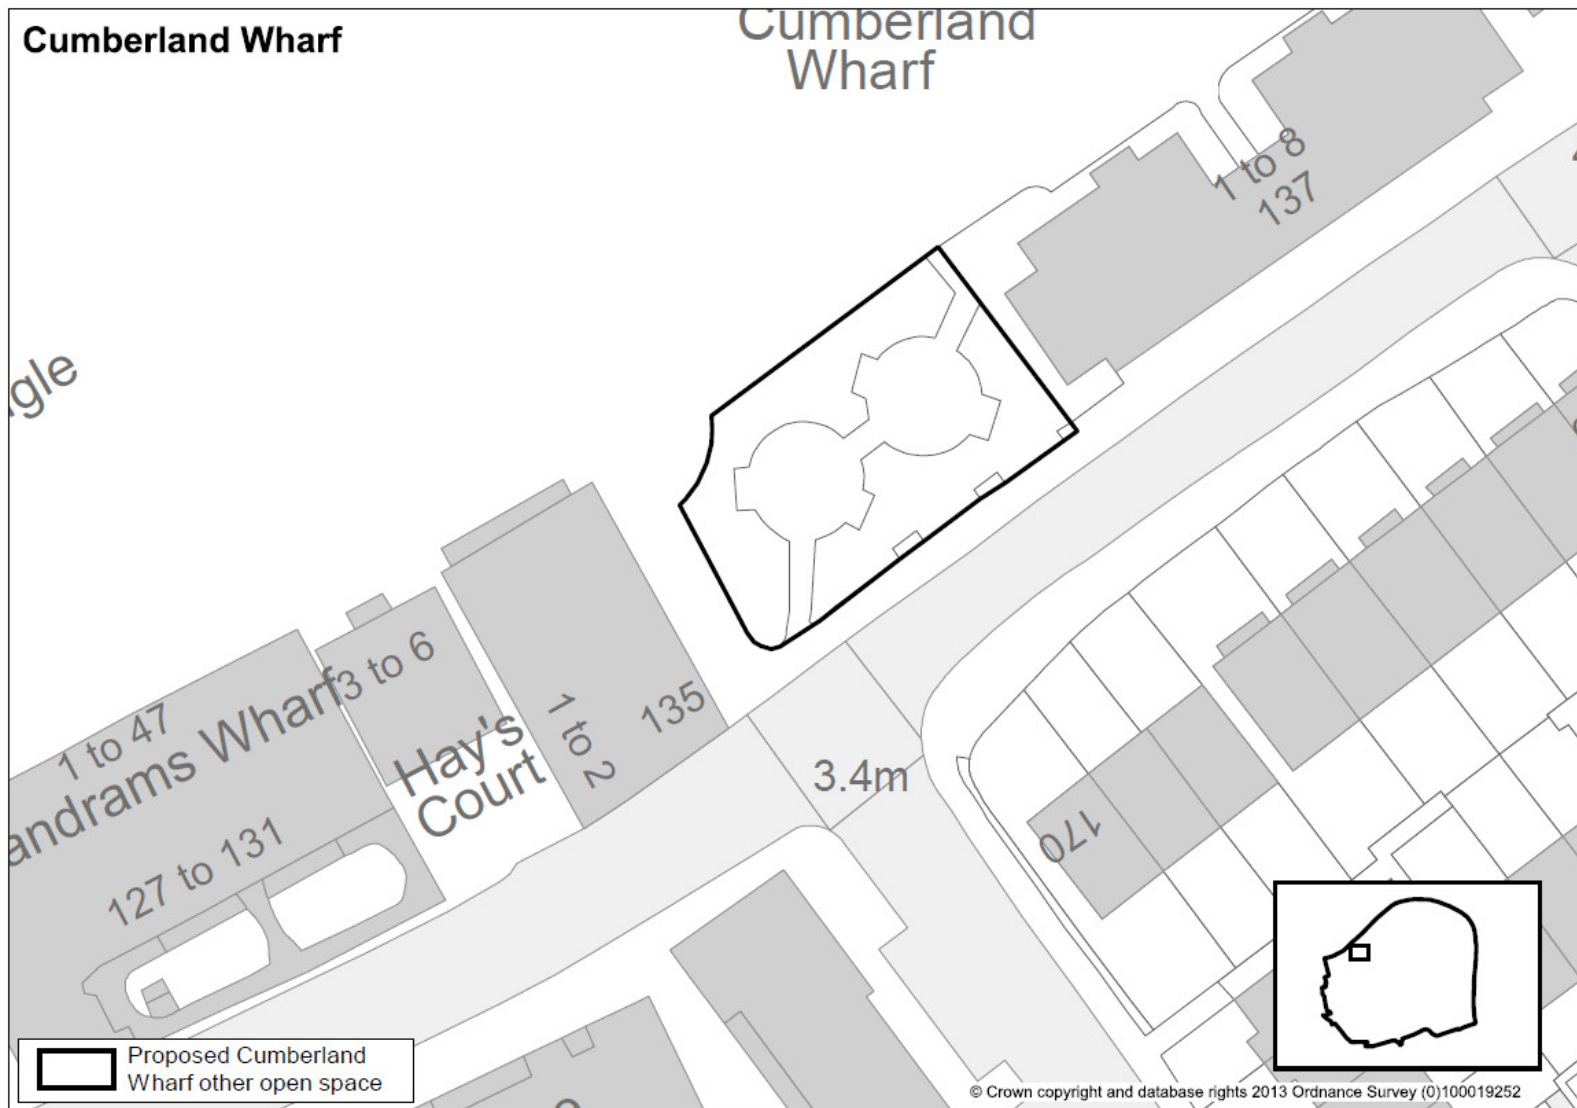 Cumberland Wharf
Cumberland
Wharf
1 to 8
137
3 to 6
1 to 47
Hay's
Court
1 to 2
135
127 to 131
3.4m
170
Proposed Cumberland
Wharf other open space
© Crown copyright and database rights 2013 Ordnance Survey (0)100019252
andrams Wharf
gle